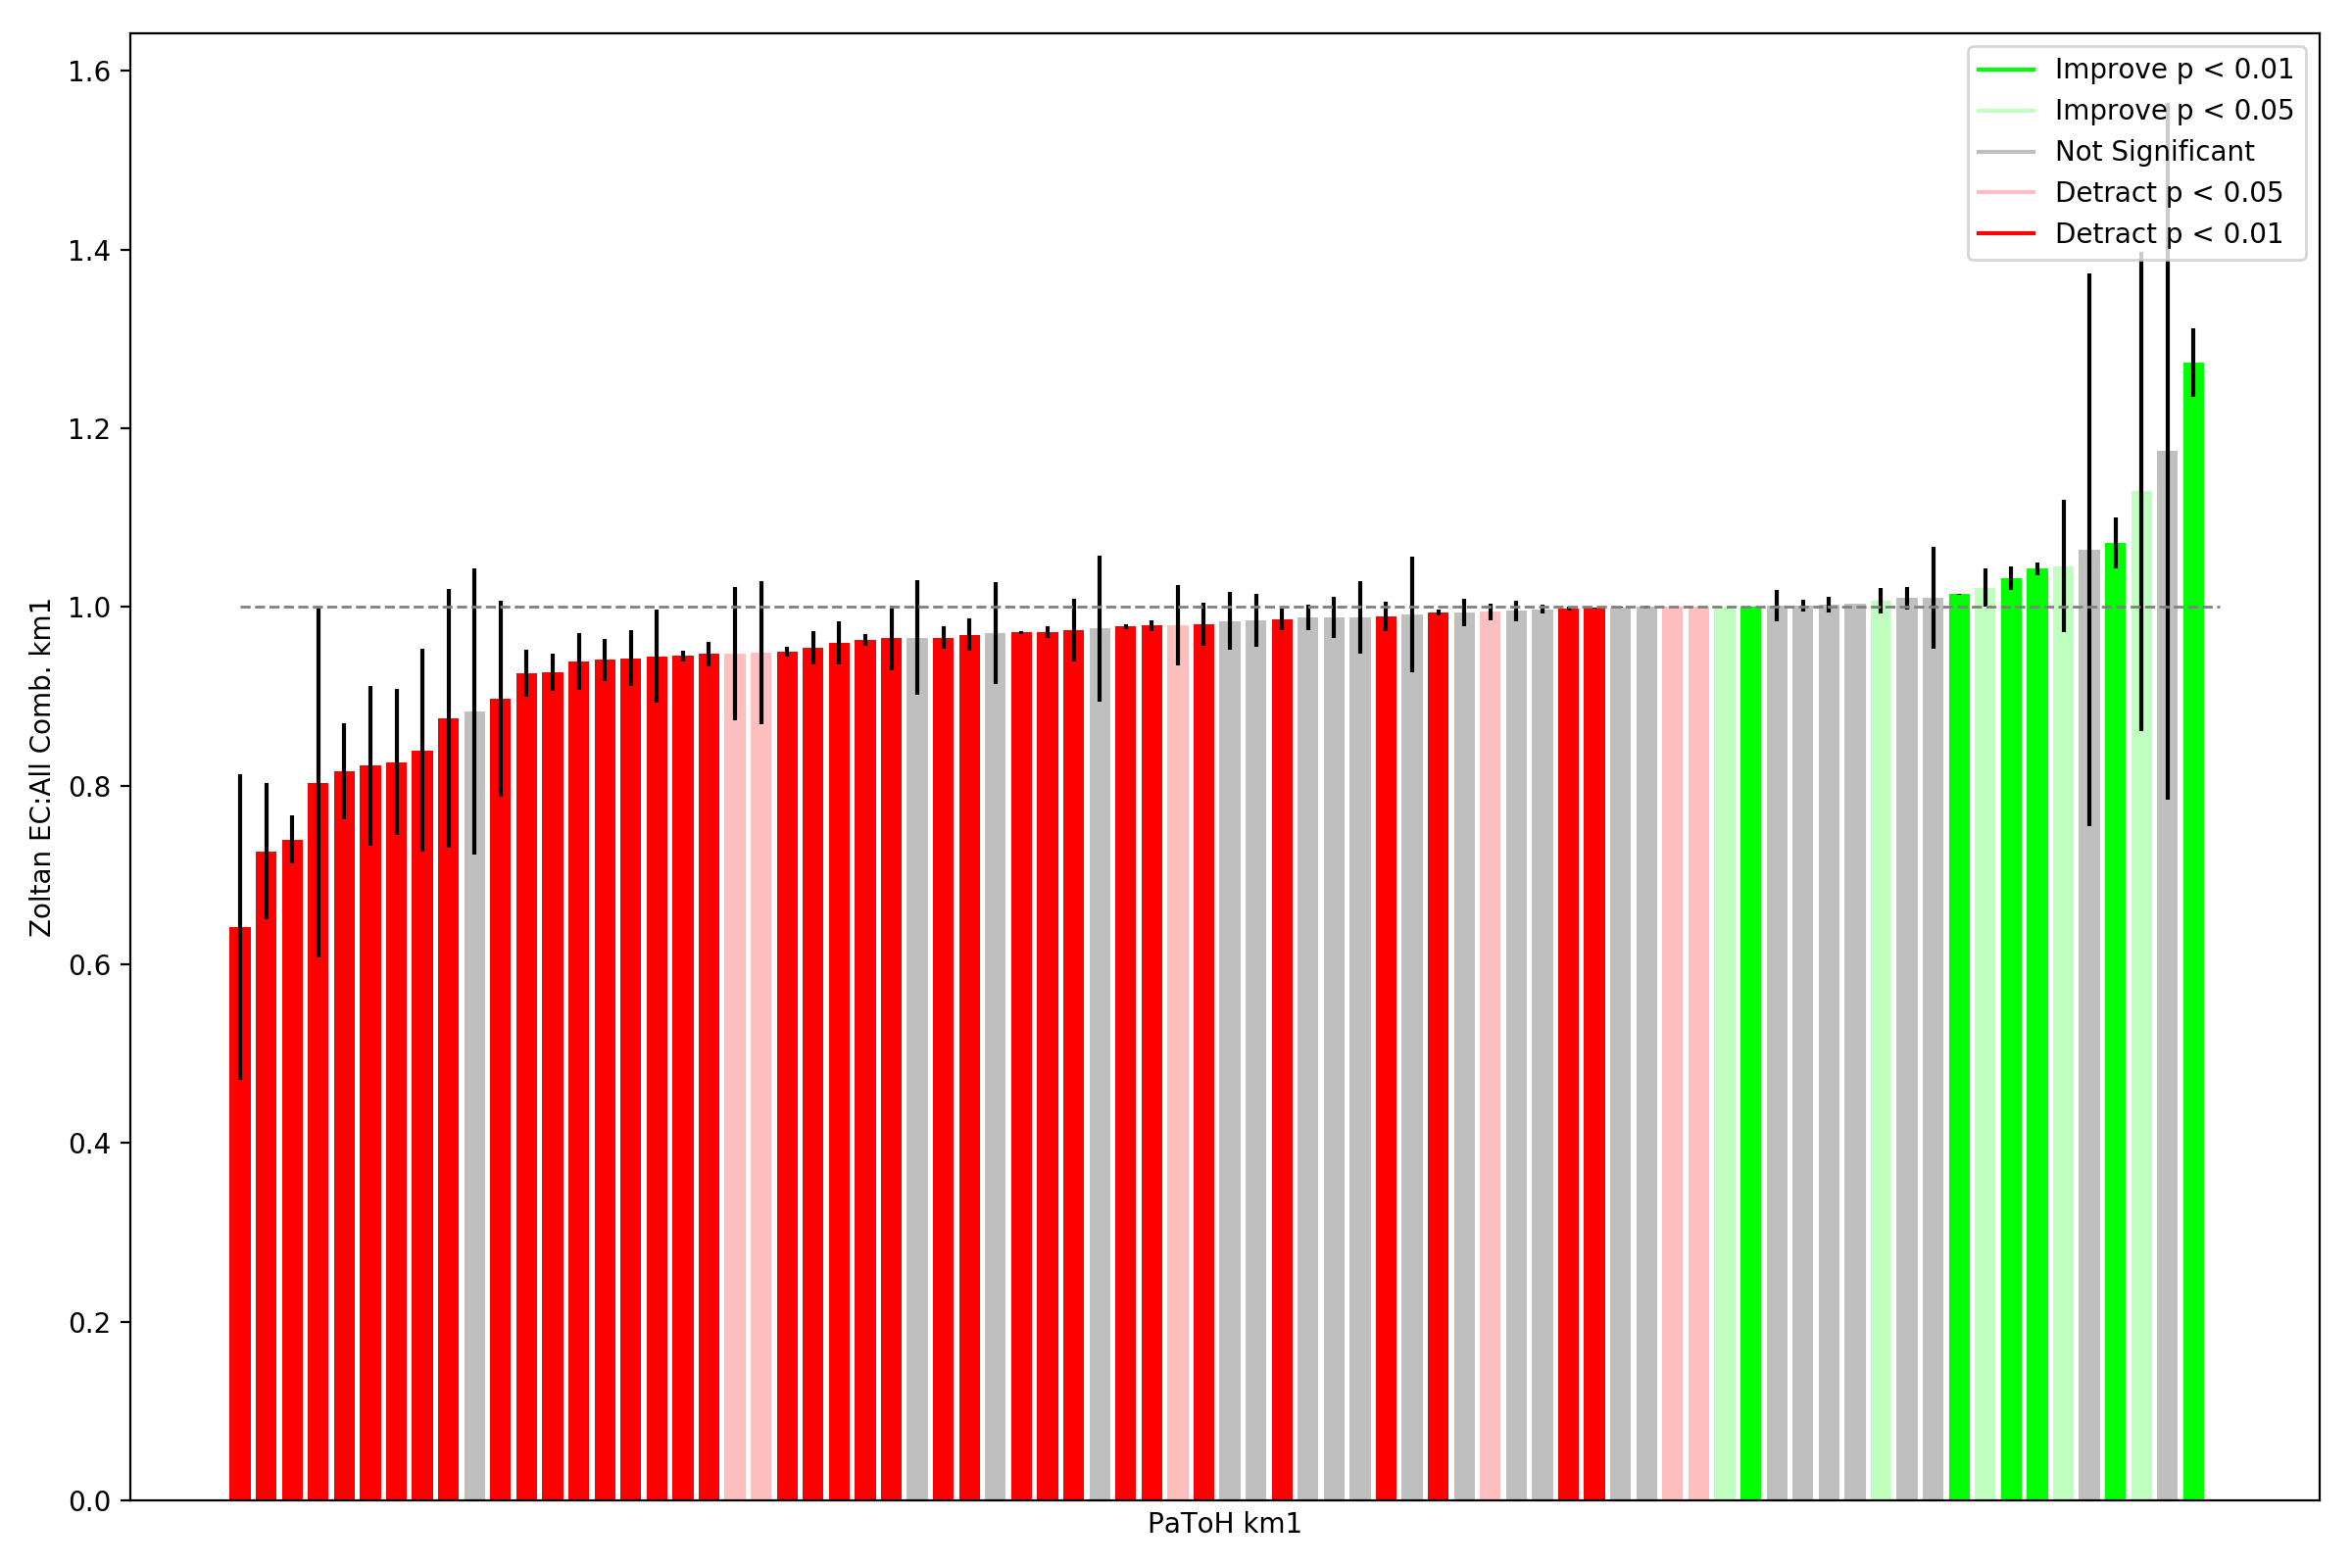 1.6
1.4
1.2
1.0
0.8
0.6
0.4
0.2
0.0
Zoltan EC:All Comb. km1
PaToH km1
Improve p < 0.01
Improve p < 0.05
Not Significant
Detract p < 0.05
Detract p < 0.01